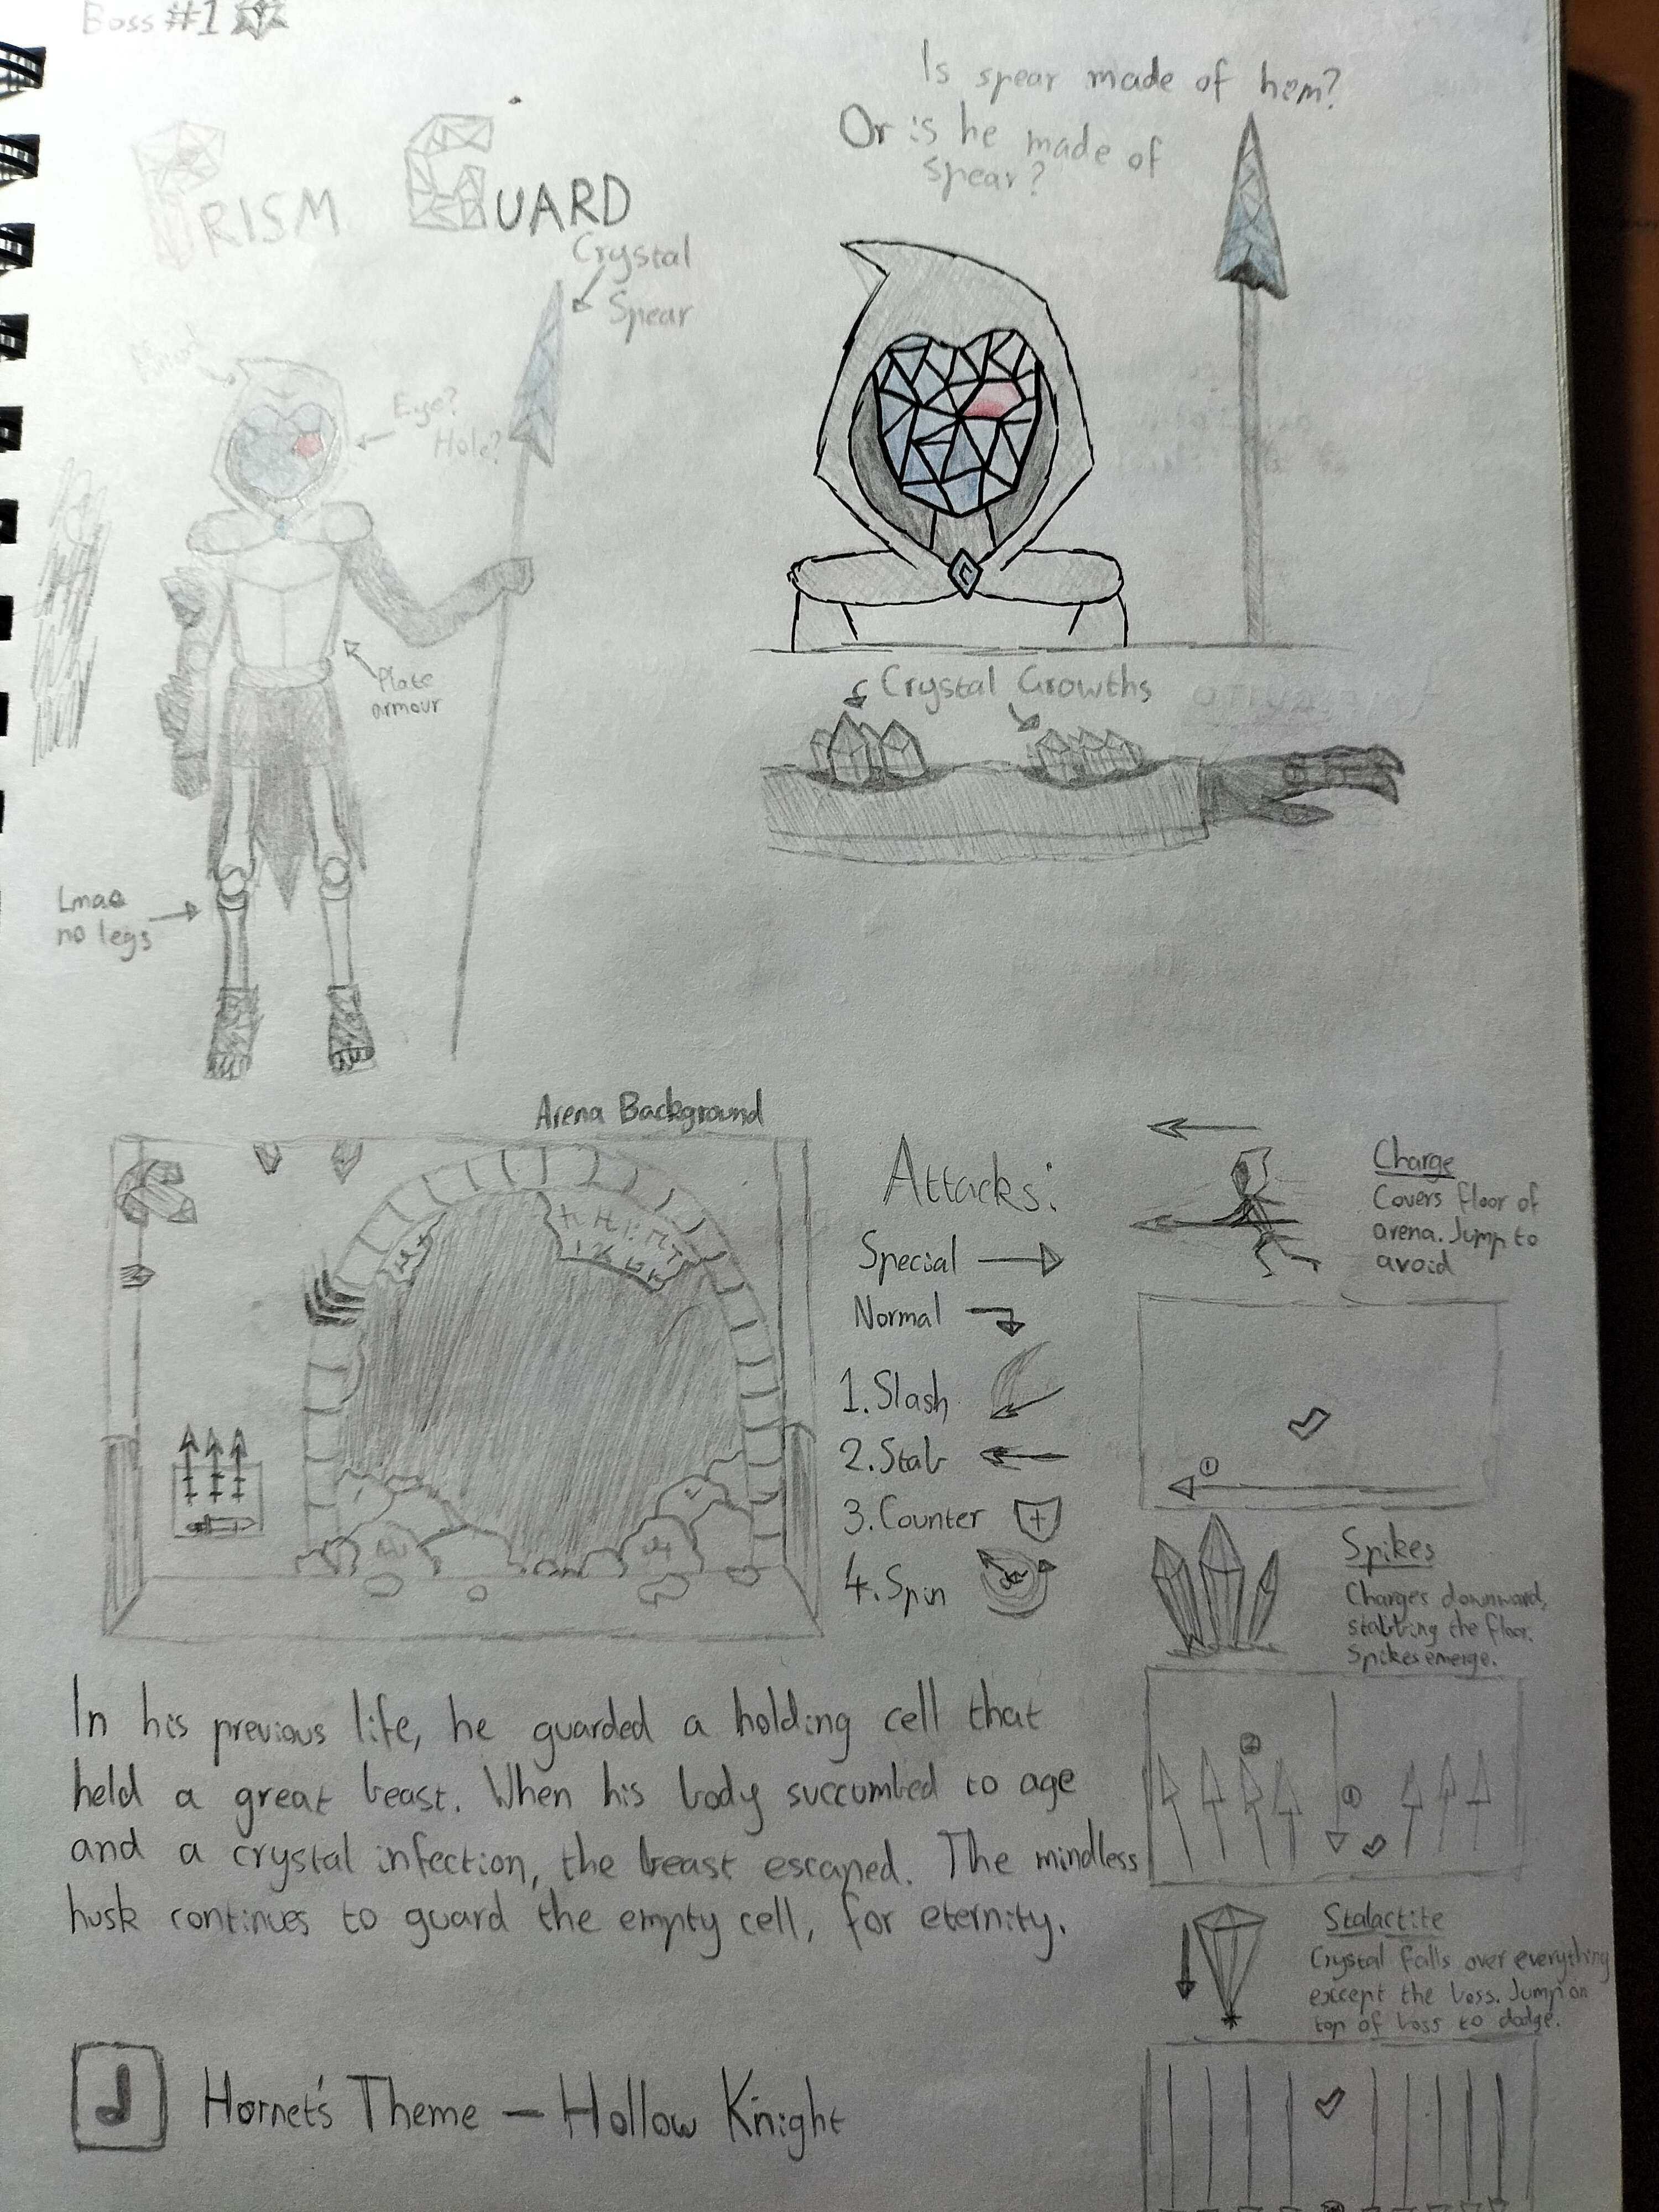 Boss #1
PRISM GUARD
Is spear made of him?
Or is he made of
spear?
Crystal
Spear
Eye?
Hole?
Plate
armour
Lmao
no legs
Crystal Growths
Arena Background
Attacks:
Special
Normal
1. Slash
2. Stab
3. Counter
4. Spin
Charge
Covers floor of
arena. Jump to
avoid
1
Spikes
Charges downward,
stabbing the floor.
Spikes emerge.
2
1
Stalactite
Crystal falls over everything
except the boss. Jump on
top of boss to dodge.
In his previous life, he guarded a holding cell that
held a great beast. When his body succumbed to age
and a crystal infection, the beast escaped. The mindless
husk continues to guard the empty cell, for eternity.
Hornet's Theme – Hollow Knight